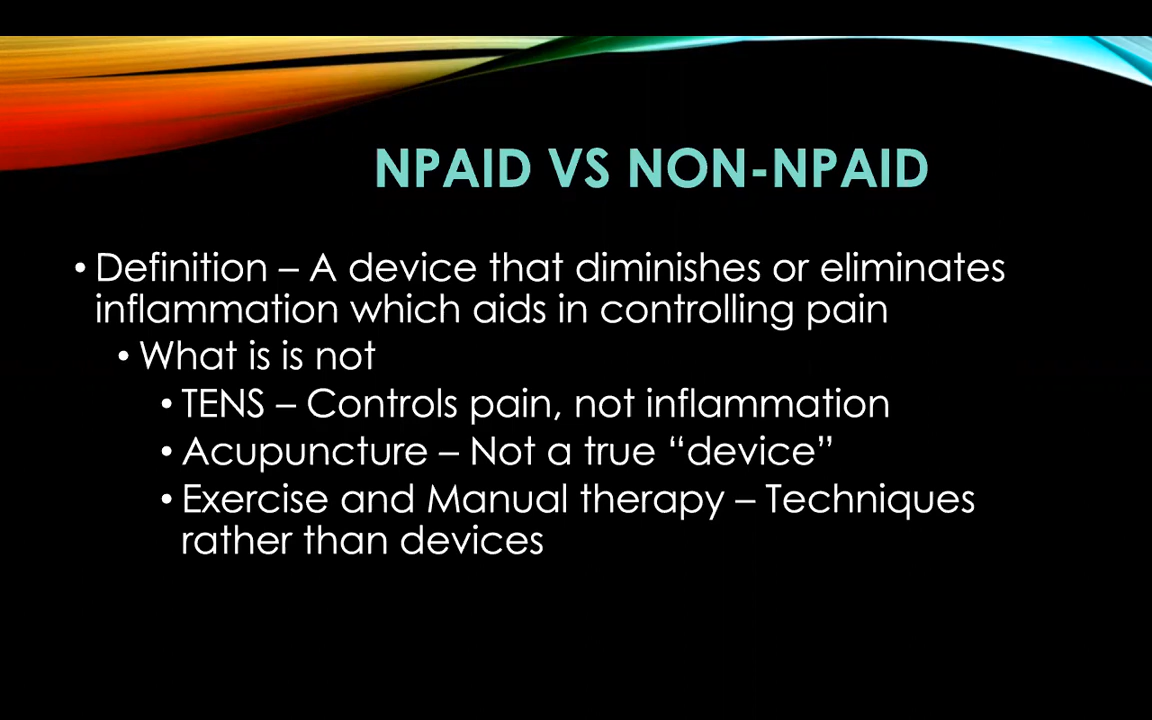 NPAID VS NON-NPAID
• Definition – A device that diminishes or eliminates
inflammation which aids in controlling pain
• What is is not
• TENS – Controls pain, not inflammation
• Acupuncture – Not a true “device”
• Exercise and Manual therapy – Techniques
rather than devices